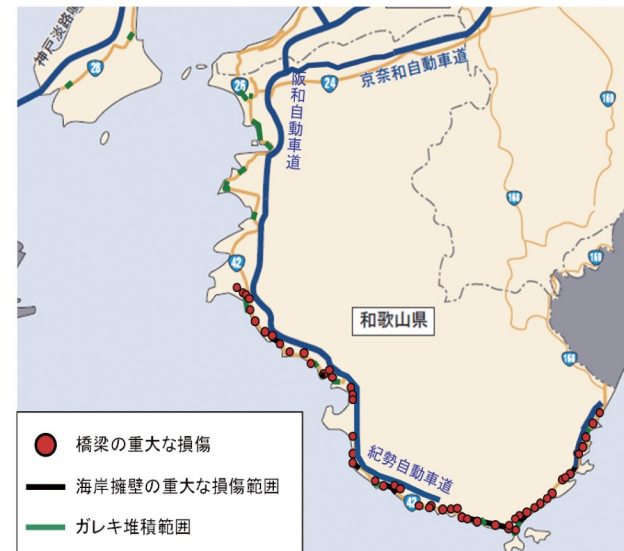 神戸淡路鳴
28
26
24
京奈和自動車道
阪和自動車道
169
168
42
169
和歌山県
168
紀勢自動車道
42
橋梁の重大な損傷
海岸擁壁の重大な損傷範囲
ガレキ堆積範囲